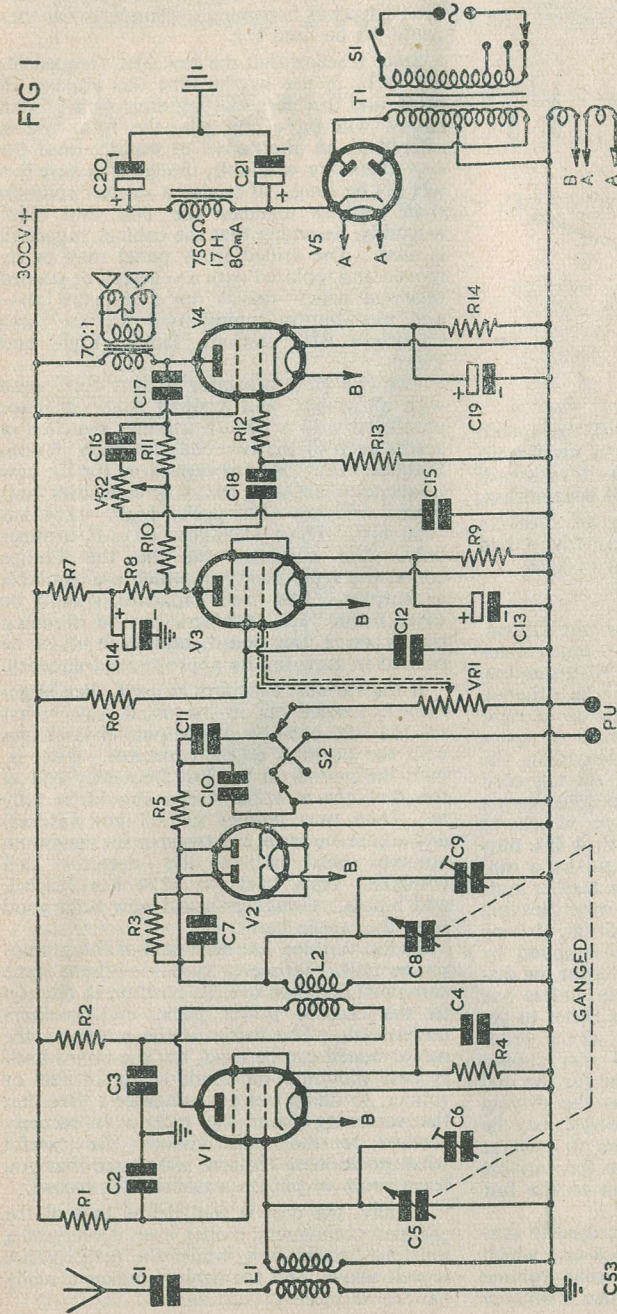 FIG 1
300V+
C20
+
C21
+
750Ω
17 H
80mA
S1
T1
V5
A
A
B
A
A
70:1
V4
C17
C16
VR2
R11
R12
C18
R13
R14
C19
+
B
R7
R8
R10
C14
+
V3
C15
R9
C13
+
C12
B
R6
VR1
PU
S2
C11
C10
R5
V2
B
R3
C7
C9
C8
L2
GANGED
R2
C3
V1
B
C4
R4
C6
C5
R1
C2
C1
L1
C53